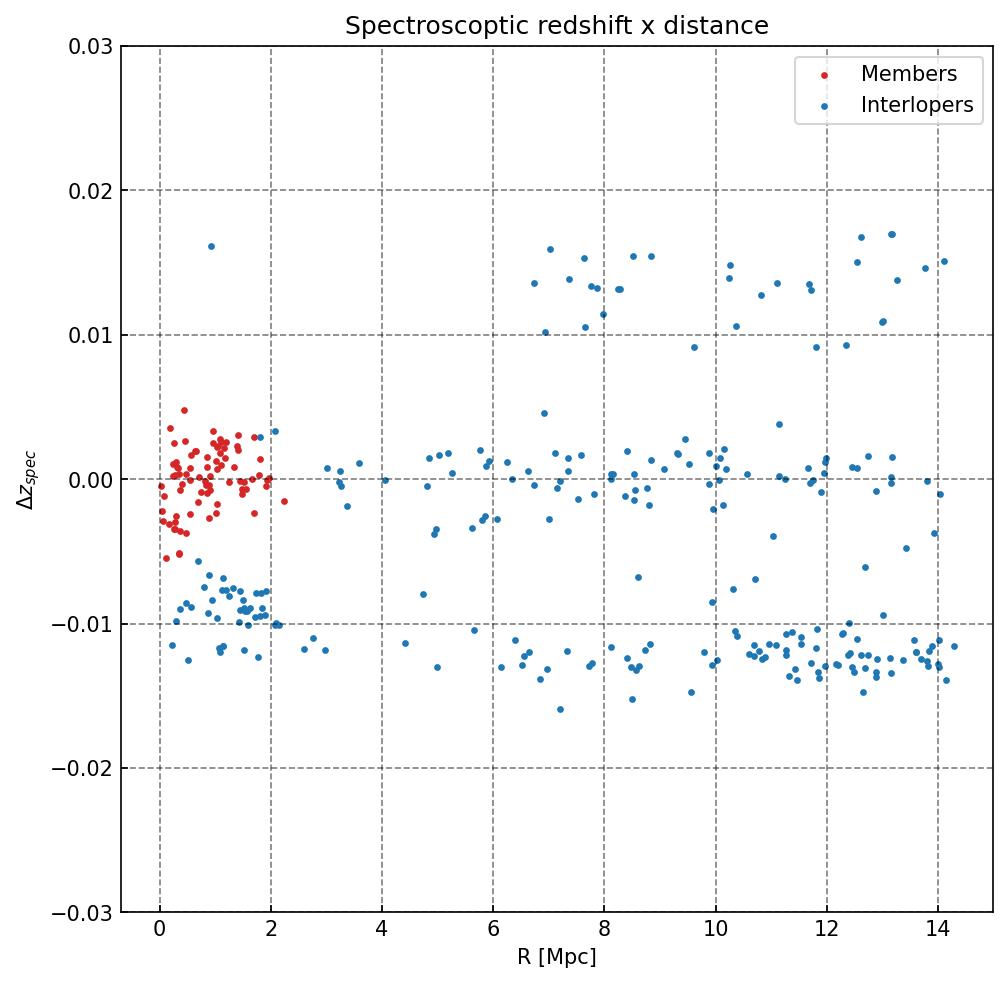 Spectroscoptic redshift x distance
0.03
0.02
0.01
0.00
−0.01
−0.02
−0.03
Δz_spec
Members
Interlopers
0 2 4 6 8 10 12 14
R [Mpc]